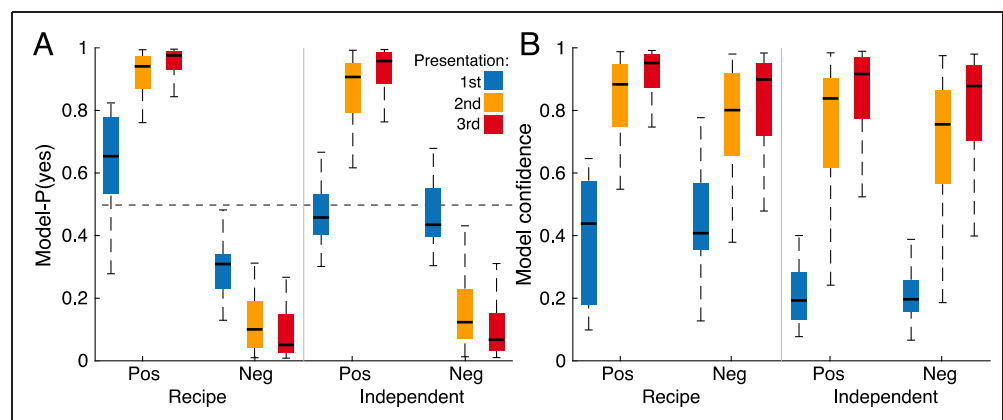 A
Model-P(yes)
1
0.8
0.6
0.4
0.2
0
Presentation:
1st
2nd
3rd
Pos Neg Pos Neg
Recipe Independent
B
Model confidence
1
0.8
0.6
0.4
0.2
0
Pos Neg Pos Neg
Recipe Independent